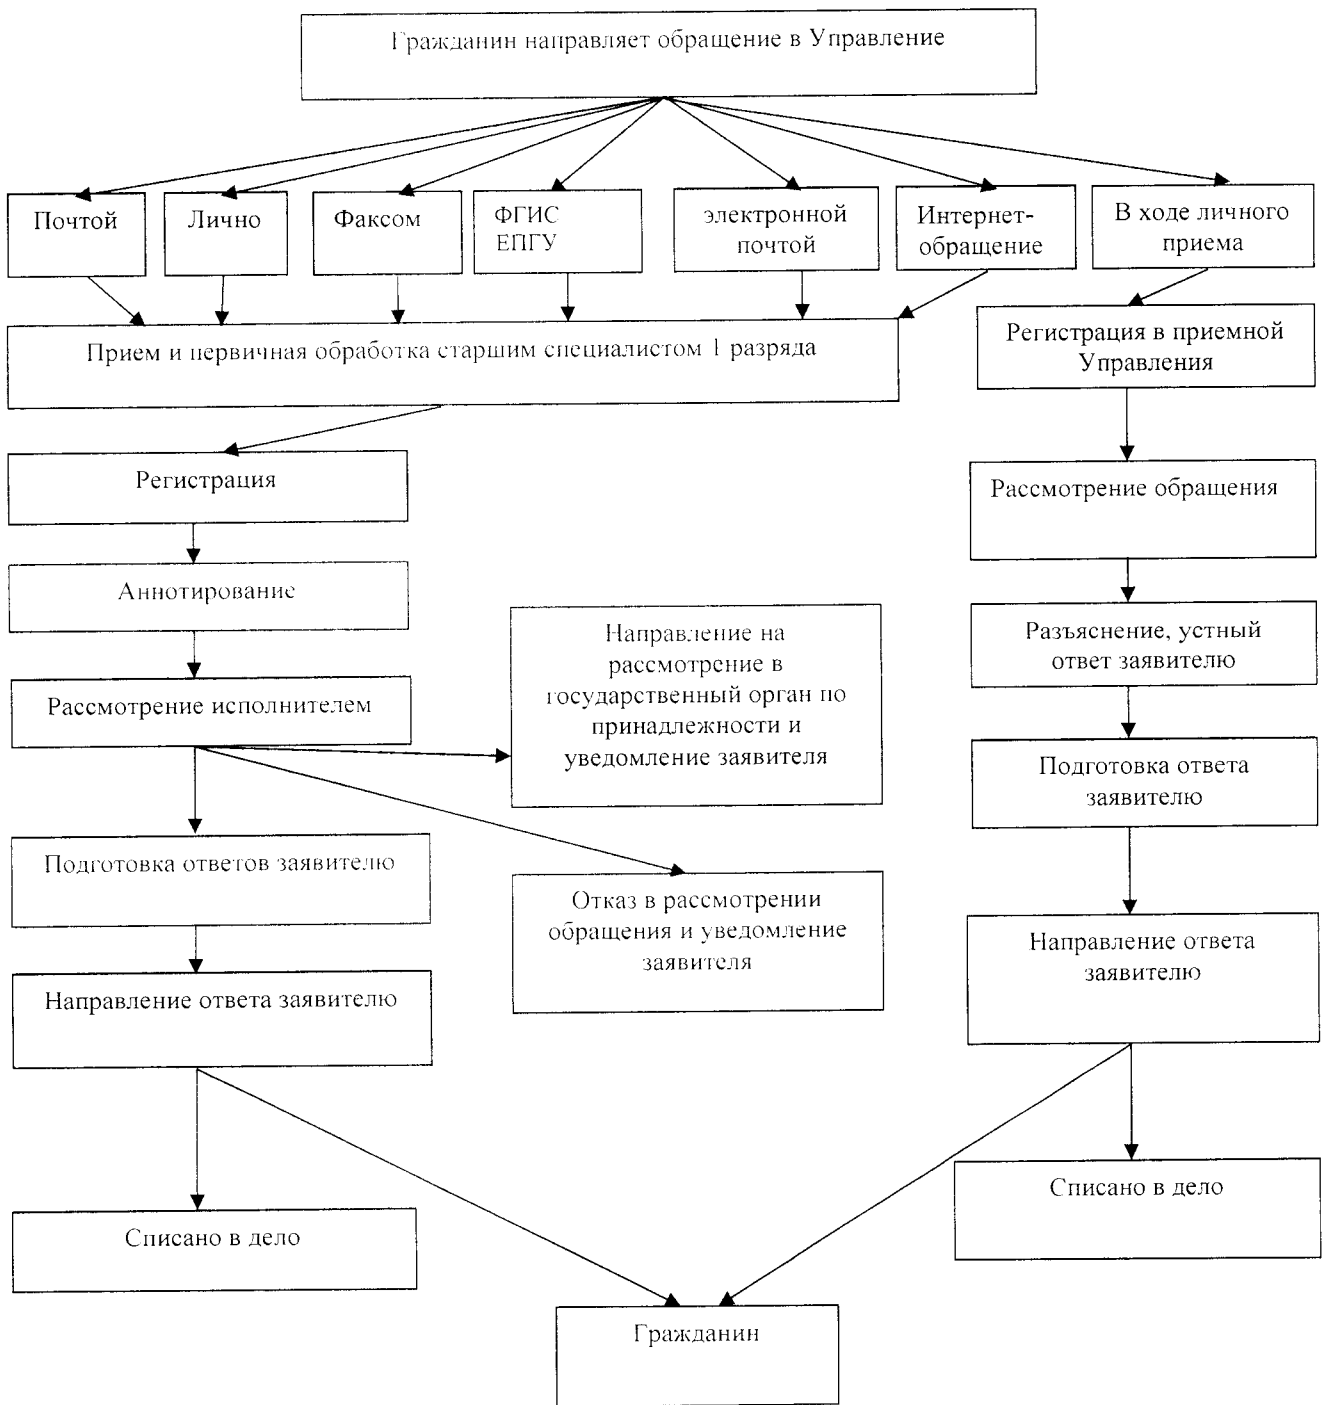 Гражданин направляет обращение в Управление
Почтой
Лично
Факсом
ФГИС
ЕПГУ
электронной
почтой
Интернет-
обращение
В ходе личного
приема
Прием и первичная обработка старшим специалистом 1 разряда
Регистрация в приемной
Управления
Регистрация
Рассмотрение обращения
Аннотирование
Направление на
рассмотрение в
государственный орган по
принадлежности и
уведомление заявителя
Разъяснение, устный
ответ заявителю
Рассмотрение исполнителем
Подготовка ответа
заявителю
Подготовка ответов заявителю
Отказ в рассмотрении
обращения и уведомление
заявителя
Направление ответа
заявителю
Направление ответа заявителю
Списано в дело
Списано в дело
Гражданин